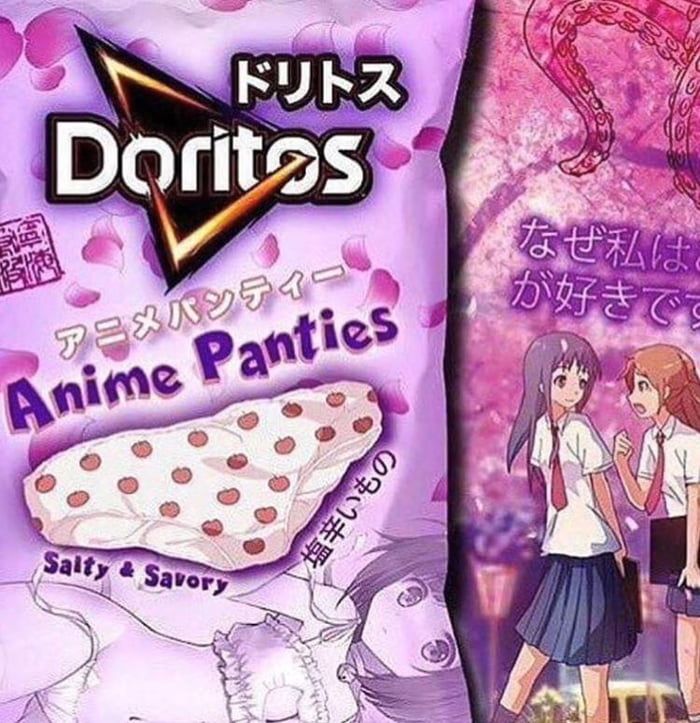 ドリトス
Doritos
アニメパンティー
Anime Panties
塩辛いもの
Salty & Savory
なぜ私は
が好きです